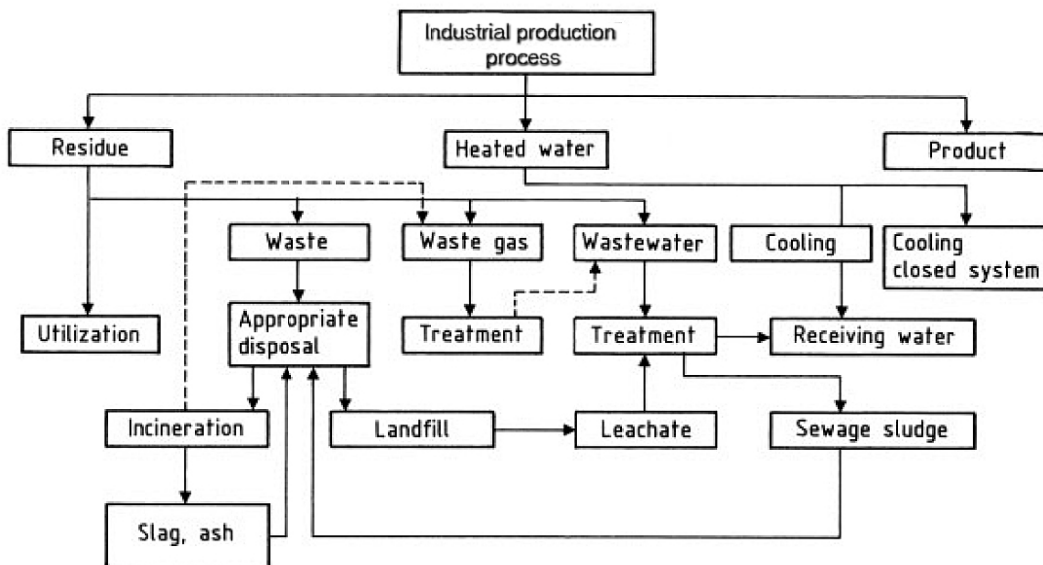 Industrial production
process
Residue
Heated water
Product
Waste
Waste gas
Wastewater
Cooling
Cooling
closed system
Utilization
Appropriate
disposal
Treatment
Treatment
Receiving water
Incineration
Landfill
Leachate
Sewage sludge
Slag, ash